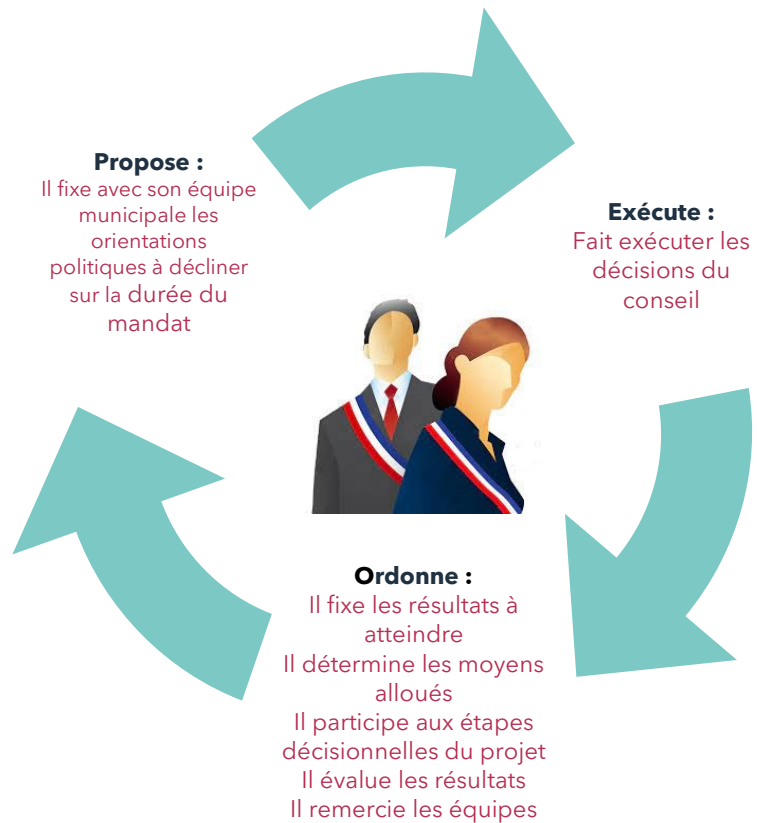 Propose :
Il fixe avec son équipe
municipale les
orientations
politiques à décliner
sur la durée du
mandat
Exécute :
Fait exécuter les
décisions du
conseil
Ordonne :
Il fixe les résultats à
atteindre
Il détermine les moyens
alloués
Il participe aux étapes
décisionnelles du projet
Il évalue les résultats
Il remercie les équipes